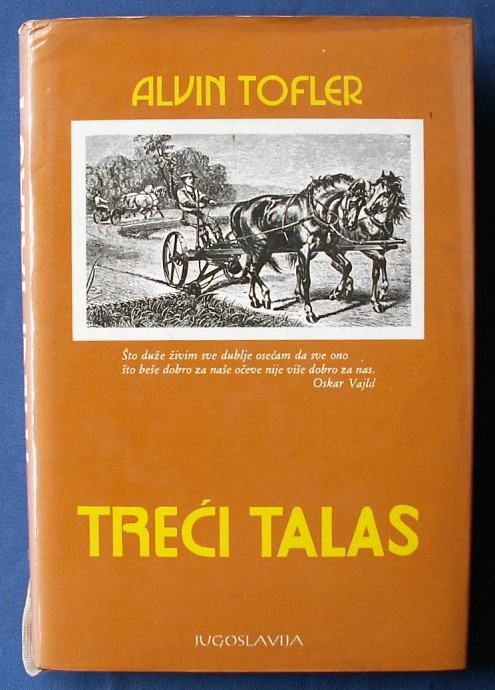 ALVIN TOFLER
Što duže živim sve dublje osećam da sve ono
što beše dobro za naše očeve nije više dobro za nas.
Oskar Vajld
TREĆI TALAS
JUGOSLAVIJA